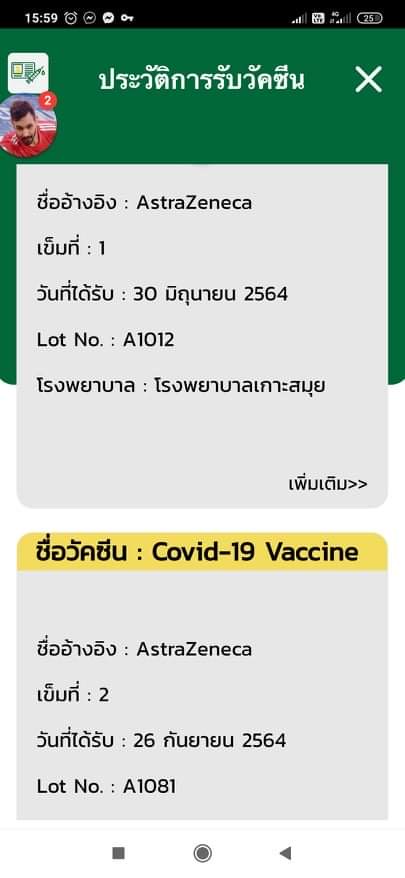 15:59
4G
25
ประวัติการรับวัคซีน
2
ชื่ออ้างอิง : AstraZeneca
เข็มที่ : 1
วันที่ได้รับ : 30 มิถุนายน 2564
Lot No. : A1012
โรงพยาบาล : โรงพยาบาลเกาะสมุย
เพิ่มเติม>>
ชื่อวัคซีน : Covid-19 Vaccine
ชื่ออ้างอิง : AstraZeneca
เข็มที่ : 2
วันที่ได้รับ : 26 กันยายน 2564
Lot No. : A1081